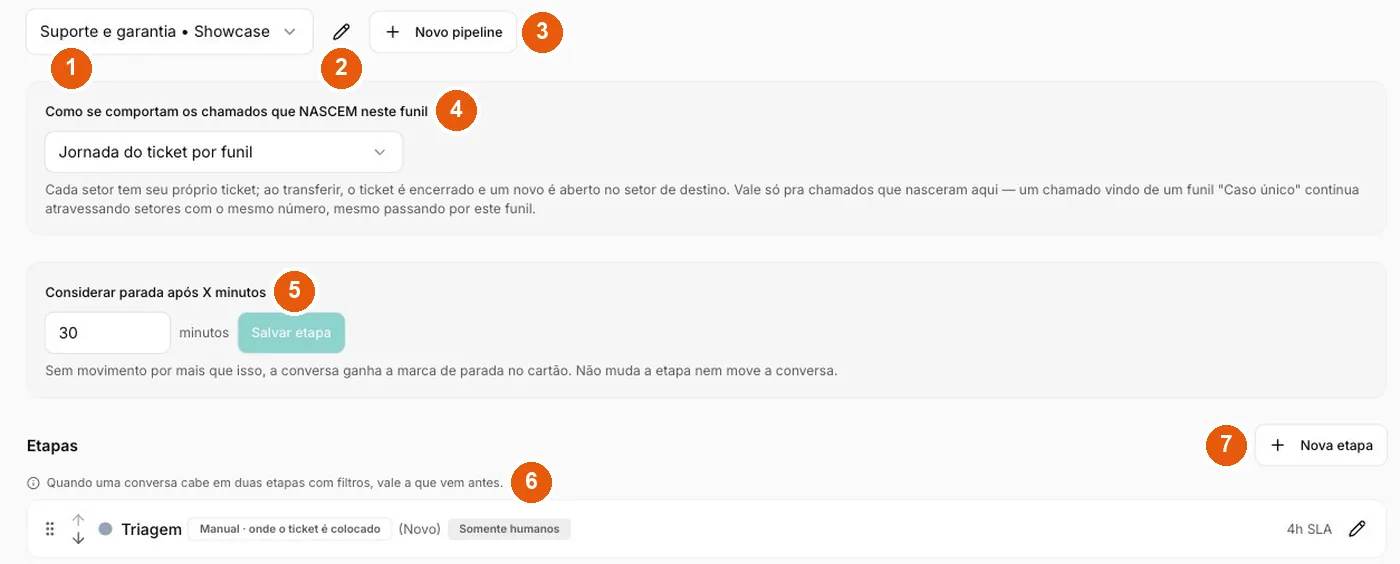 Suporte e garantia • Showcase
Novo pipeline
3
1
2
Como se comportam os chamados que NASCEM neste funil
4
Jornada do ticket por funil
Cada setor tem seu próprio ticket; ao transferir, o ticket é encerrado e um novo é aberto no setor de destino. Vale só pra chamados que nasceram aqui — um chamado vindo de um funil "Caso único" continua
atravessando setores com o mesmo número, mesmo passando por este funil.
Considerar parada após X minutos
5
30 minutos Salvar etapa
Sem movimento por mais que isso, a conversa ganha a marca de parada no cartão. Não muda a etapa nem move a conversa.
Etapas
7
Nova etapa
Quando uma conversa cabe em duas etapas com filtros, vale a que vem antes.
6
Triagem Manual · onde o ticket é colocado (Novo) Somente humanos 4h SLA